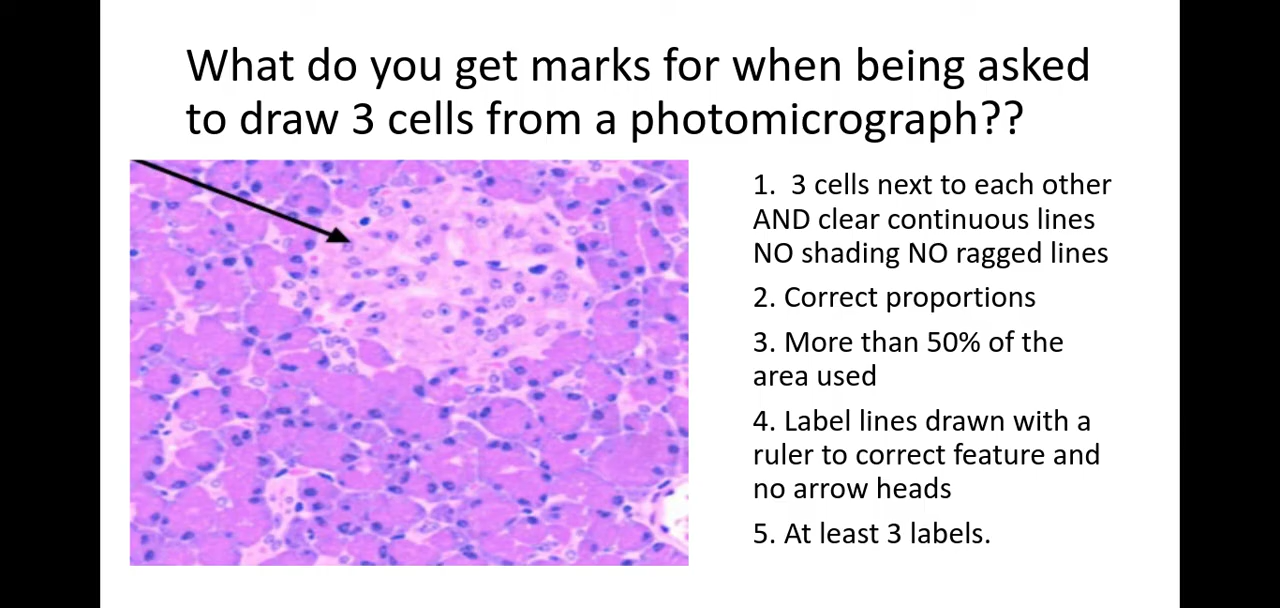 What do you get marks for when being asked
to draw 3 cells from a photomicrograph??
1.  3 cells next to each other
AND clear continuous lines
NO shading NO ragged lines
2. Correct proportions
3. More than 50% of the
area used
4. Label lines drawn with a
ruler to correct feature and
no arrow heads
5. At least 3 labels.